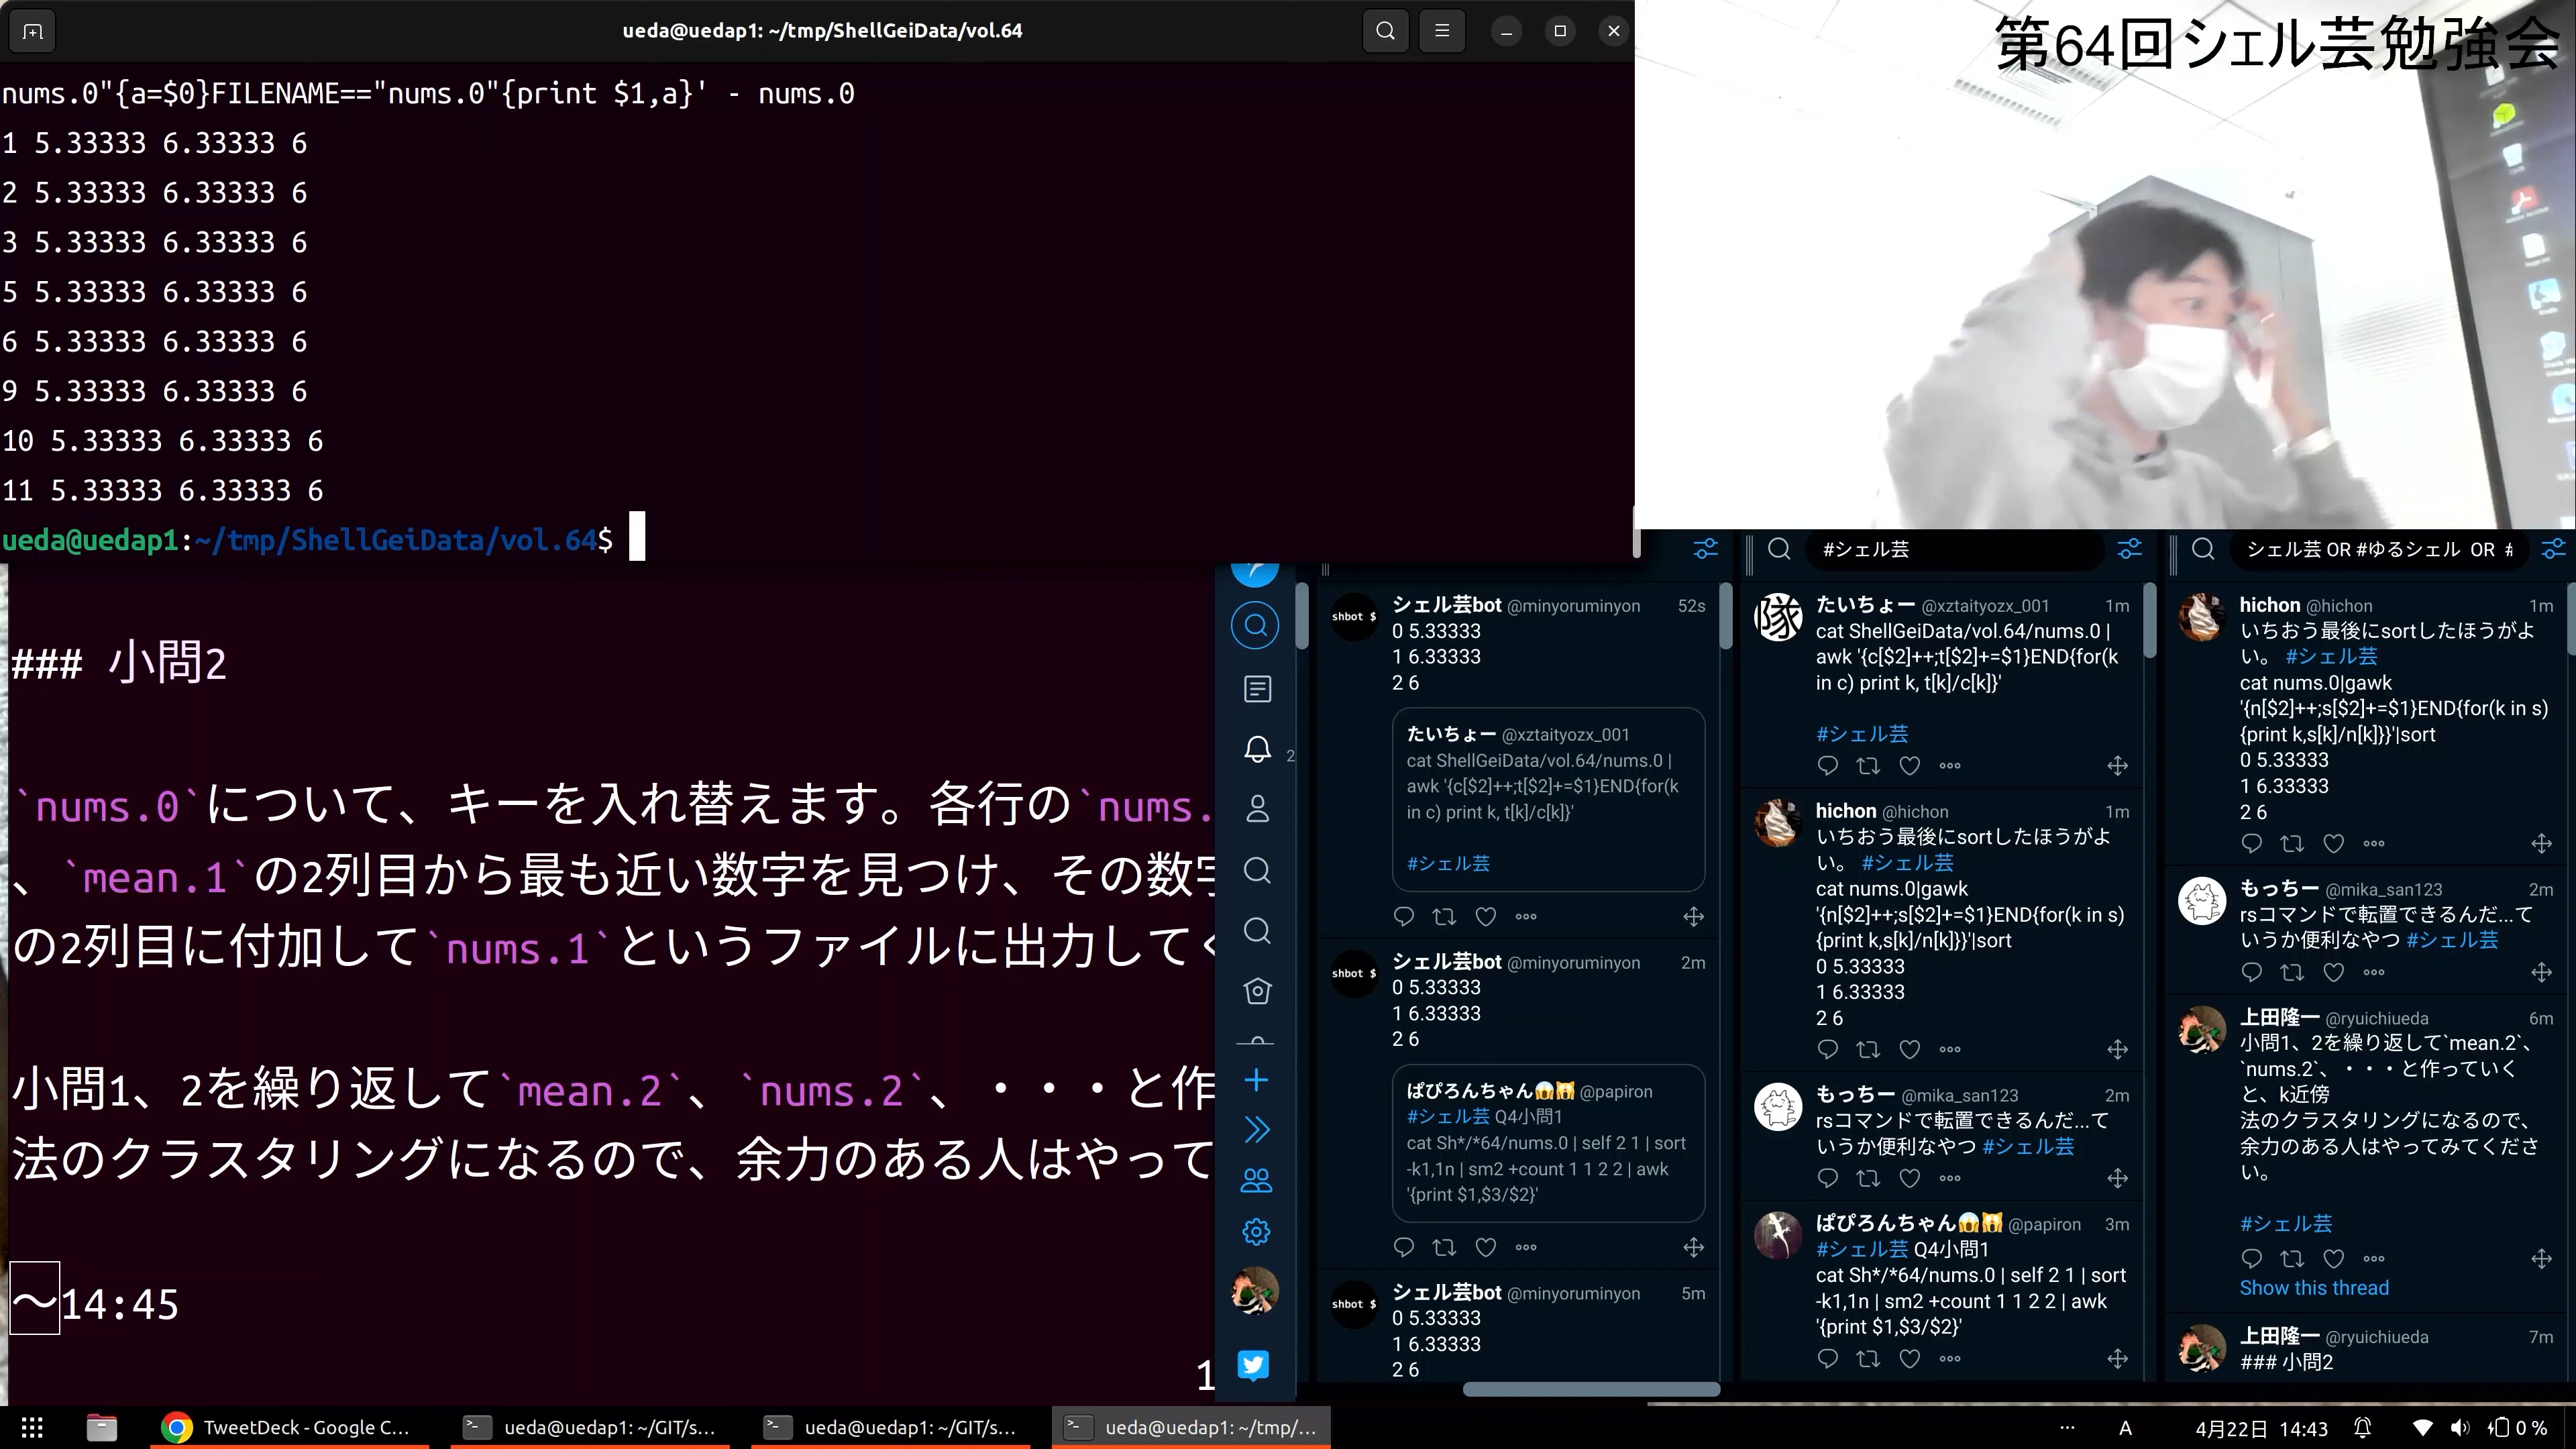 ueda@uedap1: ~/tmp/ShellGeiData/vol.64
nums.0"{a=$0}FILENAME=="nums.0"{print $1,a}' - nums.0
1 5.33333 6.33333 6
2 5.33333 6.33333 6
3 5.33333 6.33333 6
5 5.33333 6.33333 6
6 5.33333 6.33333 6
9 5.33333 6.33333 6
10 5.33333 6.33333 6
11 5.33333 6.33333 6
ueda@uedap1:~/tmp/ShellGeiData/vol.64$
第64回シェル芸勉強会
### 小問2
`nums.0`について、キーを入れ替えます。各行の`nums.
、`mean.1`の2列目から最も近い数字を見つけ、その数字
の2列目に付加して`nums.1`というファイルに出力してく
小問1、2を繰り返して`mean.2`、`nums.2`、・・・と作
法のクラスタリングになるので、余力のある人はやって
〜14:45
1
2
シェル芸bot @minyoruminyon 52s
shbot $
0 5.33333
1 6.33333
2 6
たいちょー @xztaityozx_001
cat ShellGeiData/vol.64/nums.0 |
awk '{c[$2]++;t[$2]+=$1}END{for(k
in c) print k, t[k]/c[k]}'
#シェル芸
シェル芸bot @minyoruminyon 2m
shbot $
0 5.33333
1 6.33333
2 6
ぱぴろんちゃん😱🙀 @papiron
#シェル芸 Q4小問1
cat Sh*/*64/nums.0 | self 2 1 | sort
-k1,1n | sm2 +count 1 1 2 2 | awk
'{print $1,$3/$2}'
シェル芸bot @minyoruminyon 5m
shbot $
0 5.33333
1 6.33333
2 6
#シェル芸
隊
たいちょー @xztaityozx_001 1m
cat ShellGeiData/vol.64/nums.0 |
awk '{c[$2]++;t[$2]+=$1}END{for(k
in c) print k, t[k]/c[k]}'
#シェル芸
hichon @hichon 1m
いちおう最後にsortしたほうがよ
い。 #シェル芸
cat nums.0|gawk
'{n[$2]++;s[$2]+=$1}END{for(k in s)
{print k,s[k]/n[k]}}'|sort
0 5.33333
1 6.33333
2 6
もっちー @mika_san123 2m
rsコマンドで転置できるんだ...て
いうか便利なやつ #シェル芸
ぱぴろんちゃん😱🙀 @papiron 3m
#シェル芸 Q4小問1
cat Sh*/*64/nums.0 | self 2 1 | sort
-k1,1n | sm2 +count 1 1 2 2 | awk
'{print $1,$3/$2}'
シェル芸 OR #ゆるシェル OR #
hichon @hichon 1m
いちおう最後にsortしたほうがよ
い。 #シェル芸
cat nums.0|gawk
'{n[$2]++;s[$2]+=$1}END{for(k in s)
{print k,s[k]/n[k]}}'|sort
0 5.33333
1 6.33333
2 6
もっちー @mika_san123 2m
rsコマンドで転置できるんだ...て
いうか便利なやつ #シェル芸
上田隆一 @ryuichiueda 6m
小問1、2を繰り返して`mean.2`、
`nums.2`、・・・と作っていく
と、k近傍
法のクラスタリングになるので、
余力のある人はやってみてくださ
い。
#シェル芸
Show this thread
上田隆一 @ryuichiueda 7m
### 小問2
TweetDeck - Google C...
ueda@uedap1: ~/GIT/s...
ueda@uedap1: ~/GIT/s...
ueda@uedap1: ~/tmp/...
A
4月22日 14:43
0 %